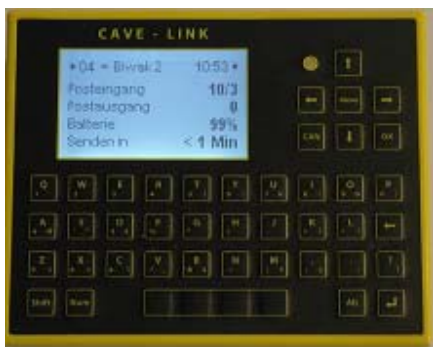 CAVE - LINK
04 - Biwak 2 10:53
Posteingang 10/3
Postausgang 0
Batterie 99%
Senden in < 1 Min
CAN OK
Q W E R T Y U I O P
A S D F G H J K L
Z X C V B N M
Shift Num Alt